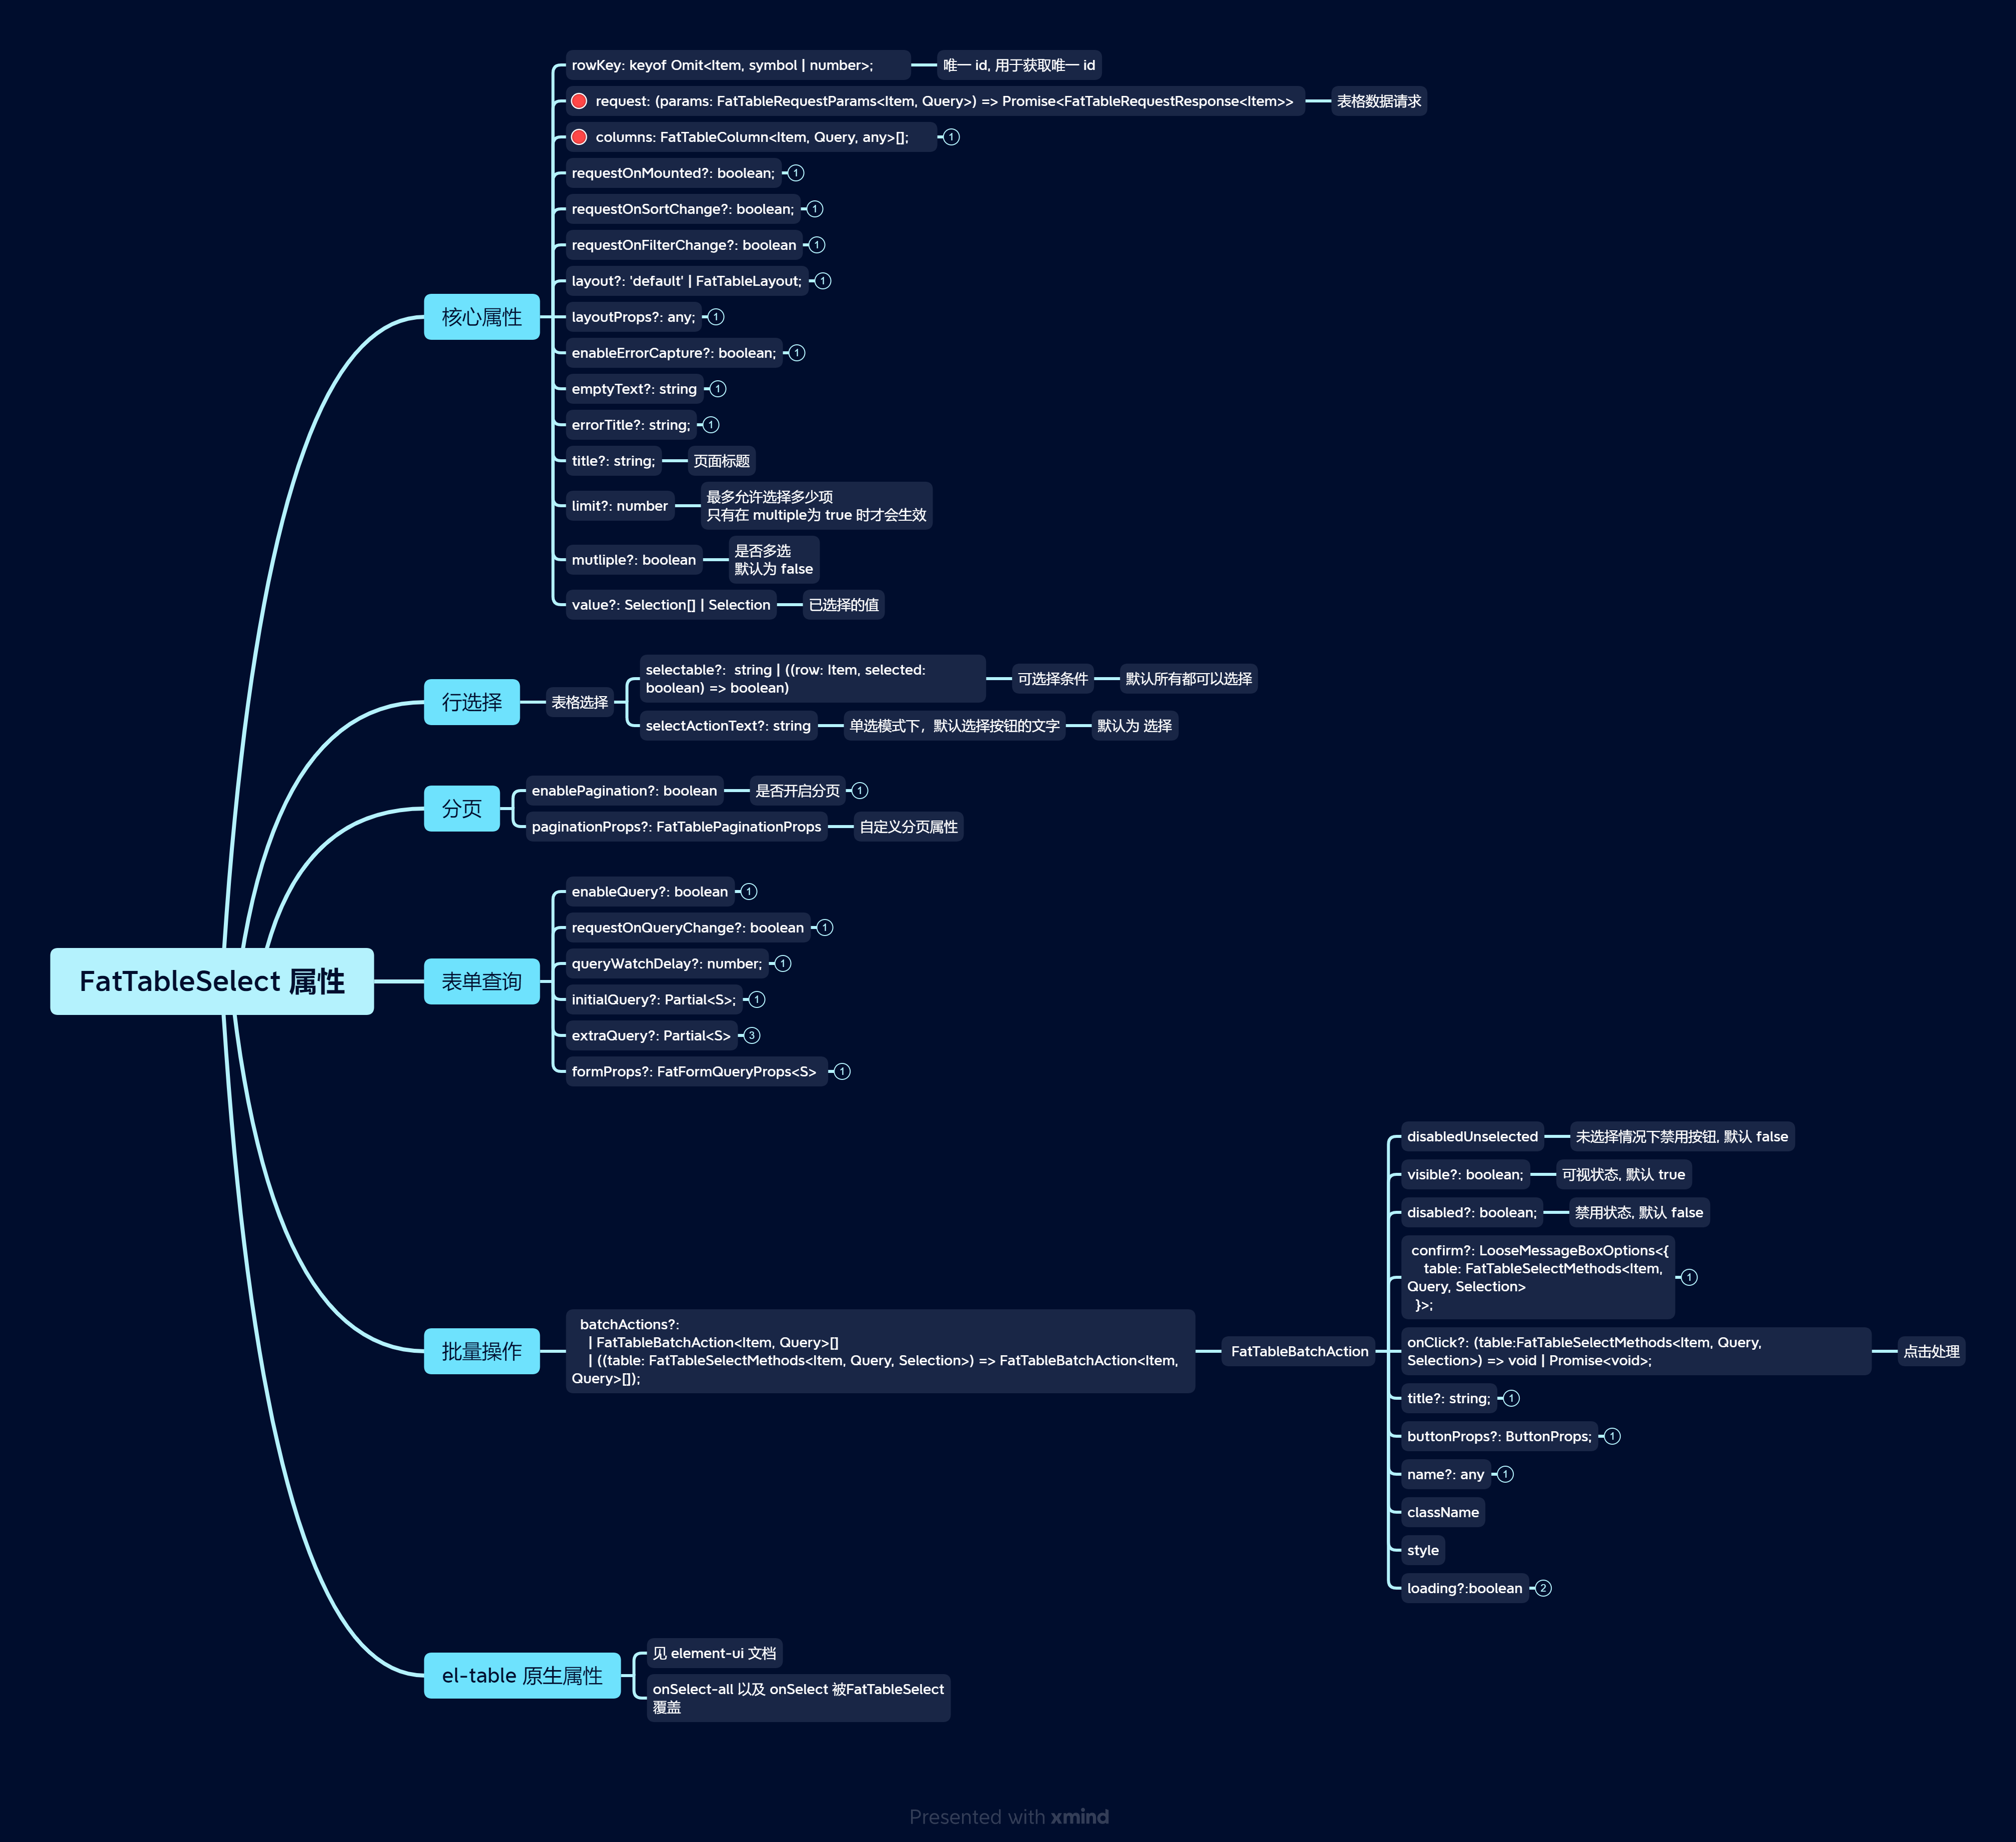 FatTableSelect 属性
核心属性
rowKey: keyof Omit<Item, symbol | number>;
唯一 id, 用于获取唯一 id
request: (params: FatTableRequestParams<Item, Query>) => Promise<FatTableRequestResponse<Item>>
表格数据请求
columns: FatTableColumn<Item, Query, any>[];
1
requestOnMounted?: boolean;
1
requestOnSortChange?: boolean;
1
requestOnFilterChange?: boolean
1
layout?: 'default' | FatTableLayout;
1
layoutProps?: any;
1
enableErrorCapture?: boolean;
1
emptyText?: string
1
errorTitle?: string;
1
title?: string;
页面标题
limit?: number
最多允许选择多少项
只有在 multiple为 true 时才会生效
mutliple?: boolean
是否多选
默认为 false
value?: Selection[] | Selection
已选择的值
行选择
表格选择
selectable?:  string | ((row: Item, selected:
boolean) => boolean)
可选择条件
默认所有都可以选择
selectActionText?: string
单选模式下，默认选择按钮的文字
默认为 选择
分页
enablePagination?: boolean
是否开启分页
1
paginationProps?: FatTablePaginationProps
自定义分页属性
表单查询
enableQuery?: boolean
1
requestOnQueryChange?: boolean
1
queryWatchDelay?: number;
1
initialQuery?: Partial<S>;
1
extraQuery?: Partial<S>
3
formProps?: FatFormQueryProps<S>
1
批量操作
batchActions?:
| FatTableBatchAction<Item, Query>[]
| ((table: FatTableSelectMethods<Item, Query, Selection>) => FatTableBatchAction<Item,
Query>[]);
FatTableBatchAction
disabledUnselected
未选择情况下禁用按钮, 默认 false
visible?: boolean;
可视状态, 默认 true
disabled?: boolean;
禁用状态, 默认 false
confirm?: LooseMessageBoxOptions<{
table: FatTableSelectMethods<Item,
Query, Selection>
}>;
1
onClick?: (table:FatTableSelectMethods<Item, Query,
Selection>) => void | Promise<void>;
点击处理
title?: string;
1
buttonProps?: ButtonProps;
1
name?: any
1
className
style
loading?:boolean
2
el-table 原生属性
见 element-ui 文档
onSelect-all 以及 onSelect 被FatTableSelect
覆盖
Presented with xmind